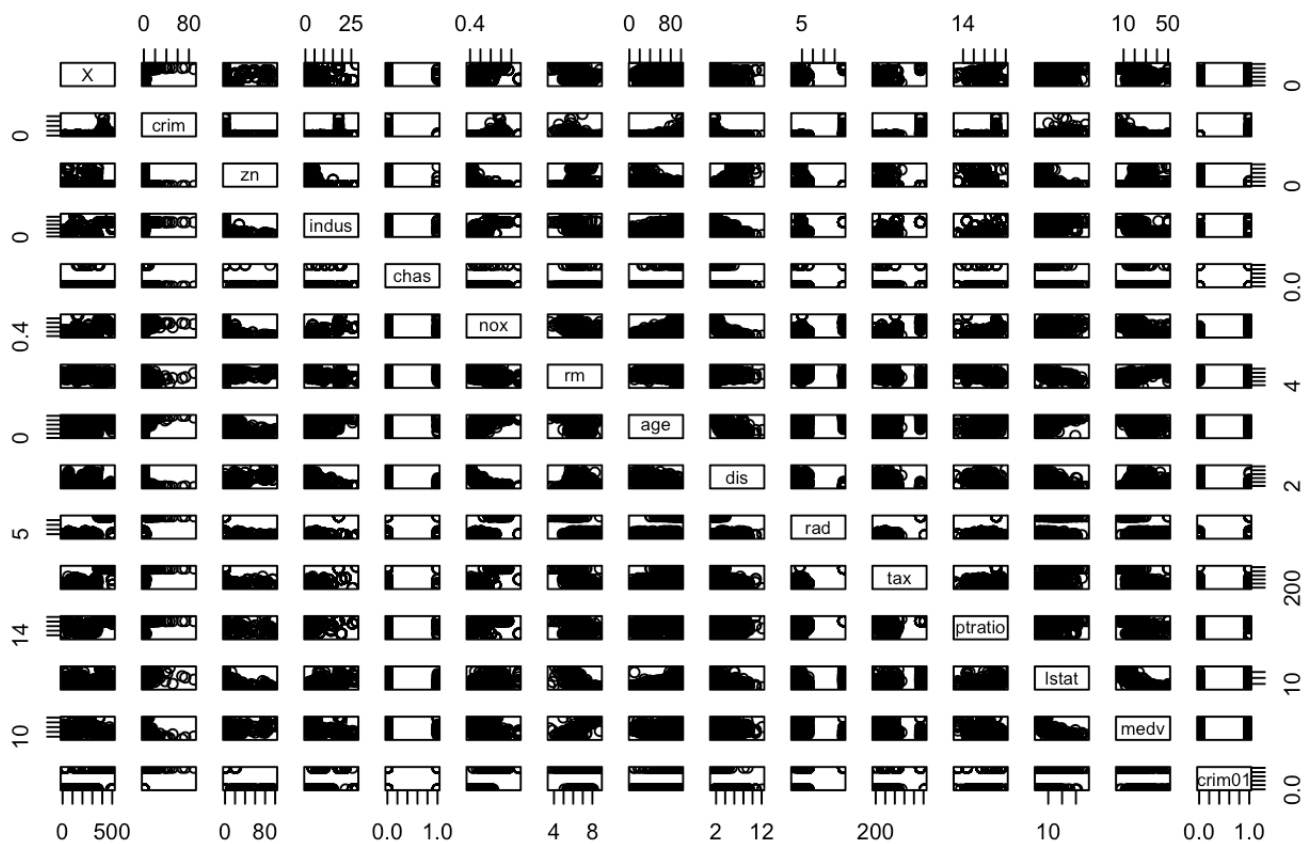 0 80 0 25 0.4 0 80 5 14 10 50
X 0
0 crim
zn 0
0 indus
chas 0.0
0.4 nox
rm 4
0 age
dis 2
5 rad
tax 200
14 ptratio
lstat 10
10 medv
crim01 0.0
0 500 0 80 0.0 1.0 4 8 2 12 200 10 0.0 1.0